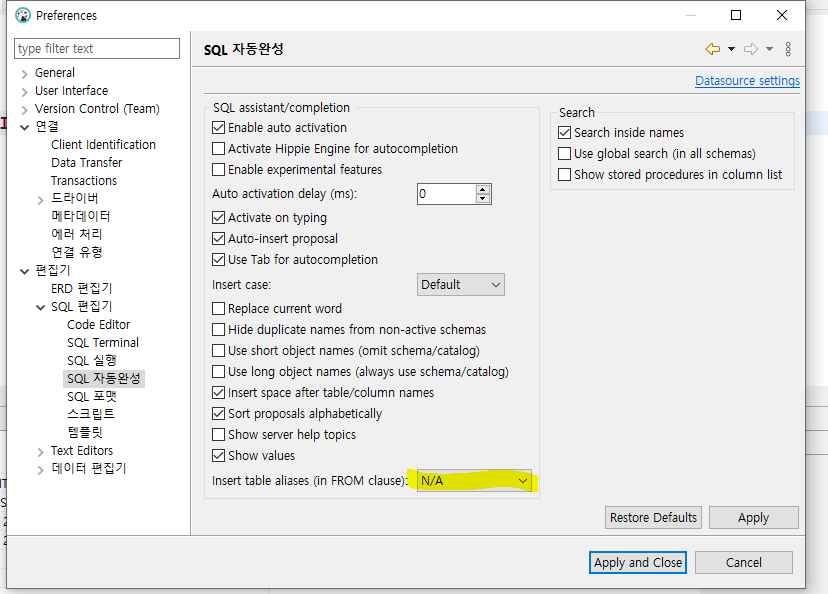 Preferences
type filter text
General
User Interface
Version Control (Team)
연결
Client Identification
Data Transfer
Transactions
드라이버
메타데이터
에러 처리
연결 유형
편집기
ERD 편집기
SQL 편집기
Code Editor
SQL Terminal
SQL 실행
SQL 자동완성
SQL 포맷
스크립트
템플릿
Text Editors
데이터 편집기
SQL 자동완성
Datasource settings
SQL assistant/completion
Enable auto activation
Activate Hippie Engine for autocompletion
Enable experimental features
Auto activation delay (ms): 0
Activate on typing
Auto-insert proposal
Use Tab for autocompletion
Insert case: Default
Replace current word
Hide duplicate names from non-active schemas
Use short object names (omit schema/catalog)
Use long object names (always use schema/catalog)
Insert space after table/column names
Sort proposals alphabetically
Show server help topics
Show values
Insert table aliases (in FROM clause): N/A
Search
Search inside names
Use global search (in all schemas)
Show stored procedures in column list
Restore Defaults
Apply
Apply and Close
Cancel